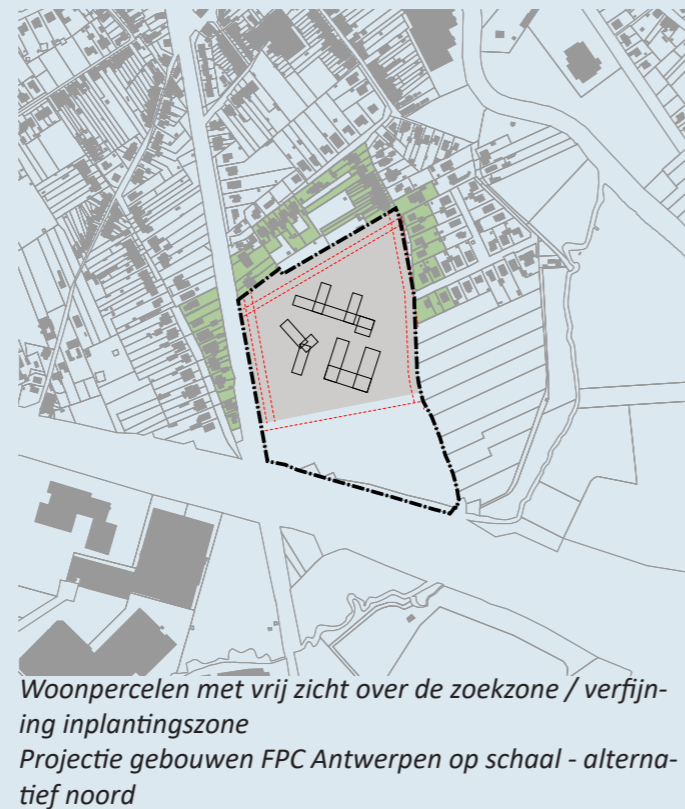 Woonpercelen met vrij zicht over de zoekzone / verfijn-
ing inplantingszone
Projectie gebouwen FPC Antwerpen op schaal - alterna-
tief noord